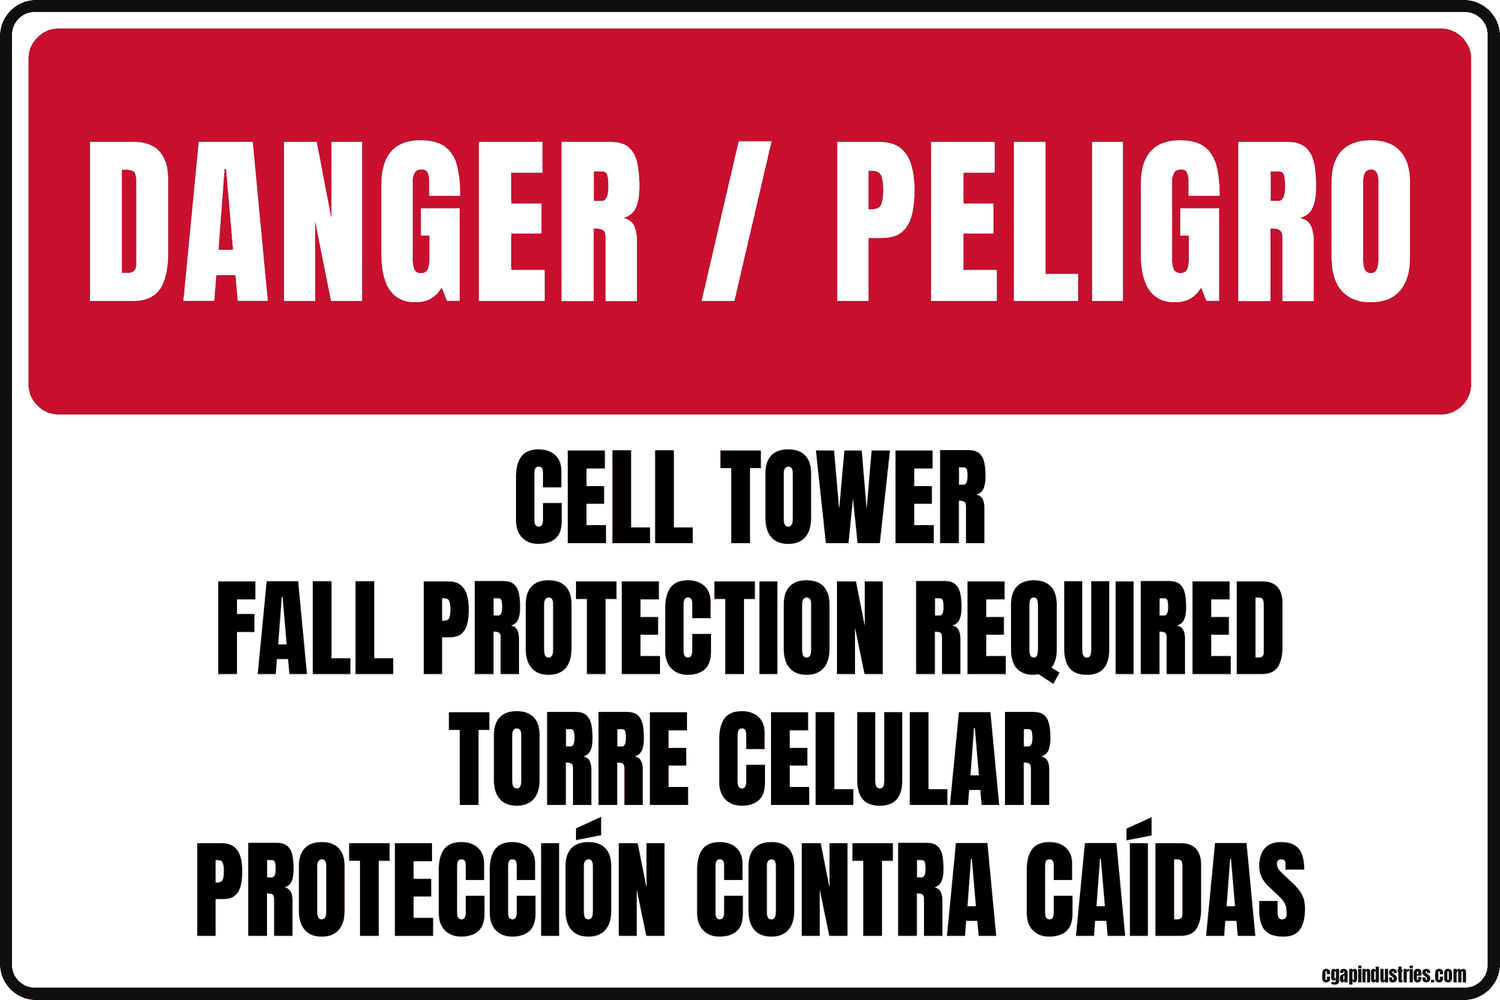 DANGER / PELIGRO
CELL TOWER
FALL PROTECTION REQUIRED
TORRE CELULAR
PROTECCIÓN CONTRA CAÍDAS
cgapindustries.com